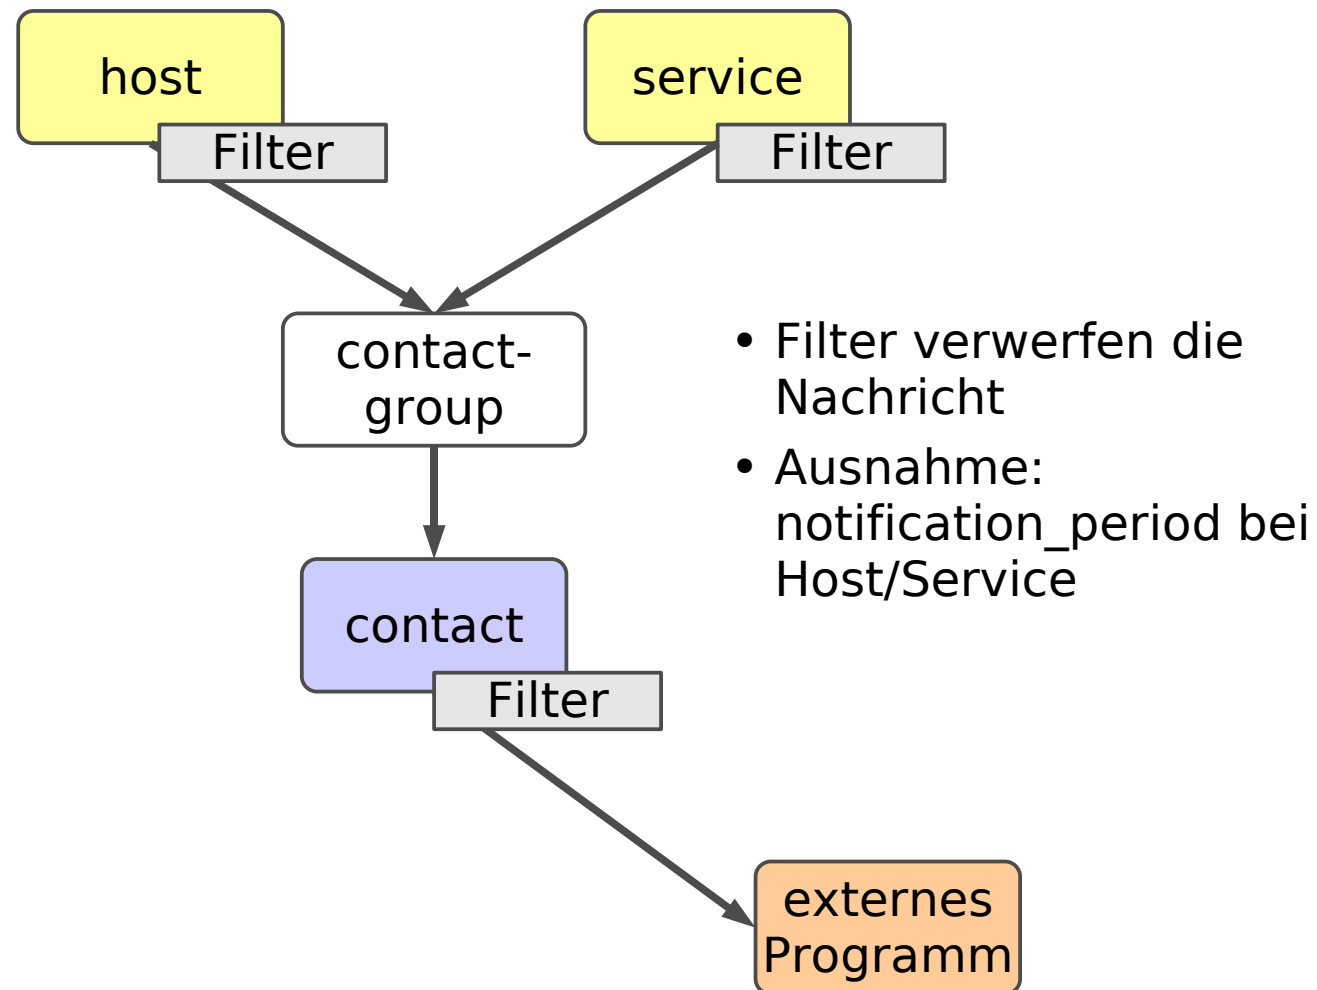 host
service
Filter
Filter
contact-
group
• Filter verwerfen die
Nachricht
• Ausnahme:
notification_period bei
Host/Service
contact
Filter
externes
Programm